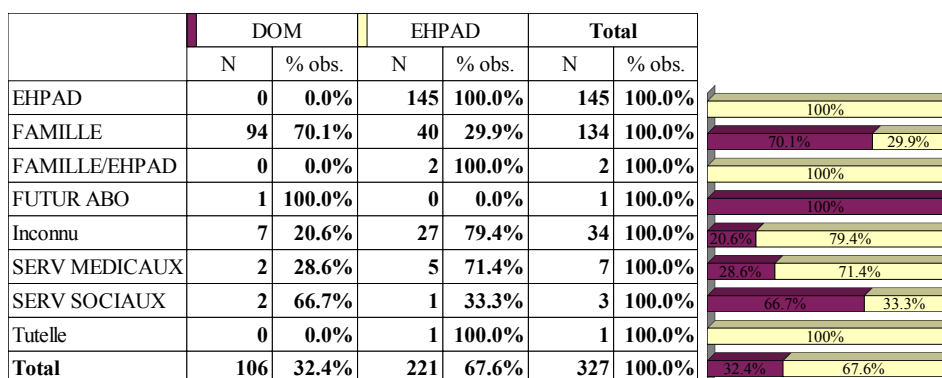 DOM EHPAD Total
N % obs. N % obs. N % obs.
EHPAD 0 0.0% 145 100.0% 145 100.0% 100%
FAMILLE 94 70.1% 40 29.9% 134 100.0% 70.1% 29.9%
FAMILLE/EHPAD 0 0.0% 2 100.0% 2 100.0% 100%
FUTUR ABO 1 100.0% 0 0.0% 1 100.0% 100%
Inconnu 7 20.6% 27 79.4% 34 100.0% 20.6% 79.4%
SERV MEDICAUX 2 28.6% 5 71.4% 7 100.0% 28.6% 71.4%
SERV SOCIAUX 2 66.7% 1 33.3% 3 100.0% 66.7% 33.3%
Tutelle 0 0.0% 1 100.0% 1 100.0% 100%
Total 106 32.4% 221 67.6% 327 100.0% 32.4% 67.6%